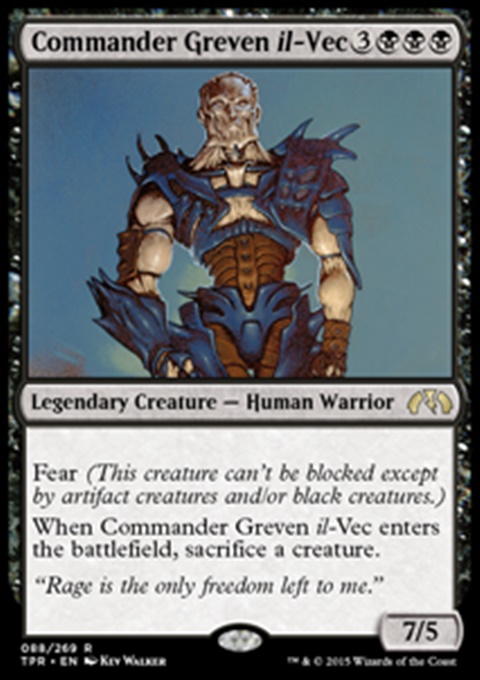 Commander Greven il-Vec 3
Legendary Creature — Human Warrior
Fear (This creature can't be blocked except
by artifact creatures and/or black creatures.)
When Commander Greven il-Vec enters
the battlefield, sacrifice a creature.
"Rage is the only freedom left to me."
7/5
088/269 R
TPR • EN Kev Walker
™ & © 2015 Wizards of the Coast